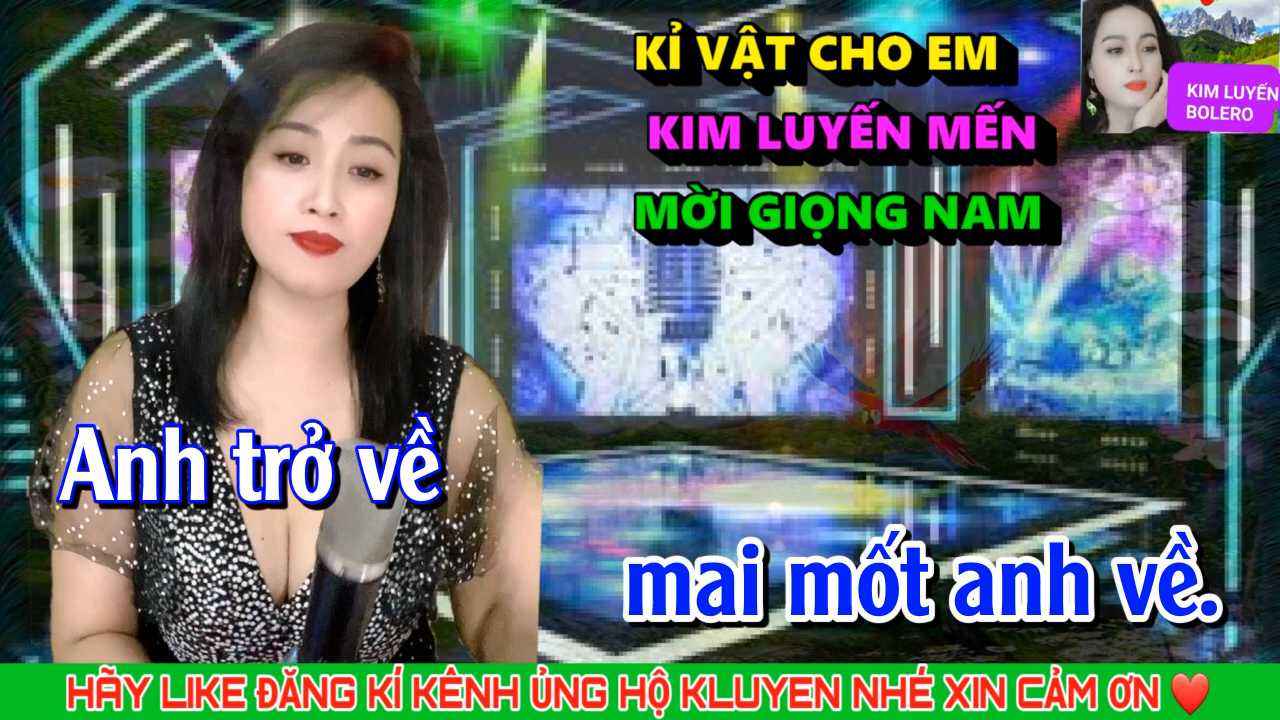 KỈ VẬT CHO EM
KIM LUYẾN MẾN
MỜI GIỌNG NAM
KIM LUYẾN
BOLERO
Anh trở về
mai mốt anh về.
HÃY LIKE ĐĂNG KÍ KÊNH ỦNG HỘ KLUYEN NHÉ XIN CẢM ƠN ❤️